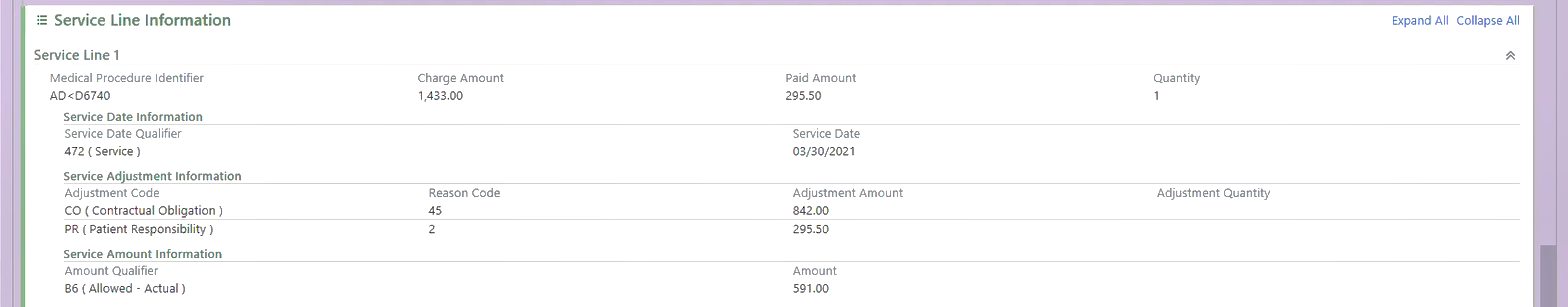 Service Line Information Expand All Collapse All
Service Line 1
Medical Procedure Identifier Charge Amount Paid Amount Quantity
AD<D6740 1,433.00 295.50 1
Service Date Information
Service Date Qualifier Service Date
472 ( Service ) 03/30/2021
Service Adjustment Information
Adjustment Code Reason Code Adjustment Amount Adjustment Quantity
CO ( Contractual Obligation ) 45 842.00
PR ( Patient Responsibility ) 2 295.50
Service Amount Information
Amount Qualifier Amount
B6 ( Allowed - Actual ) 591.00